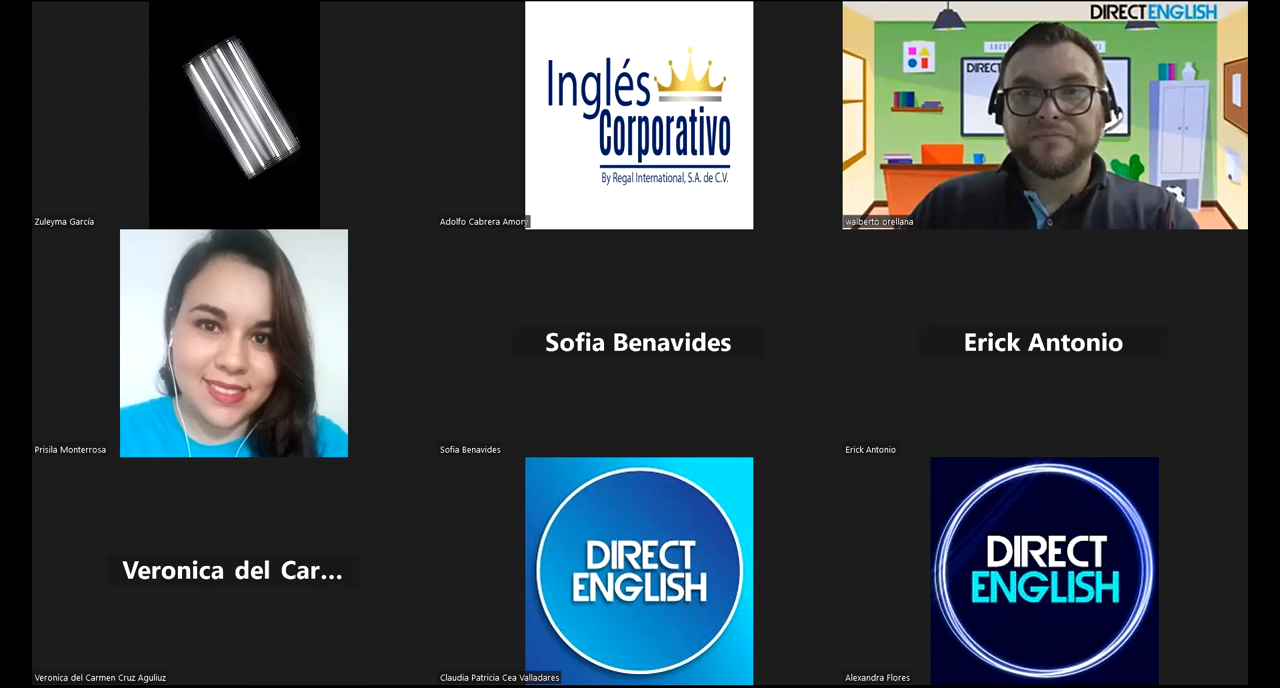 DIRECTENGLISH
DIRECT
Zuleyma García
Inglés
Corporativo
By Regal International, S.A. de C.V.
Adolfo Cabrera Amory
walberto orellana
Prisila Monterrosa
Sofia Benavides
Sofia Benavides
Erick Antonio
Erick Antonio
Veronica del Car...
Veronica del Carmen Cruz Aguliuz
DIRECT
ENGLISH
Claudia Patricia Cea Valladares
DIRECT
ENGLISH
Alexandra Flores